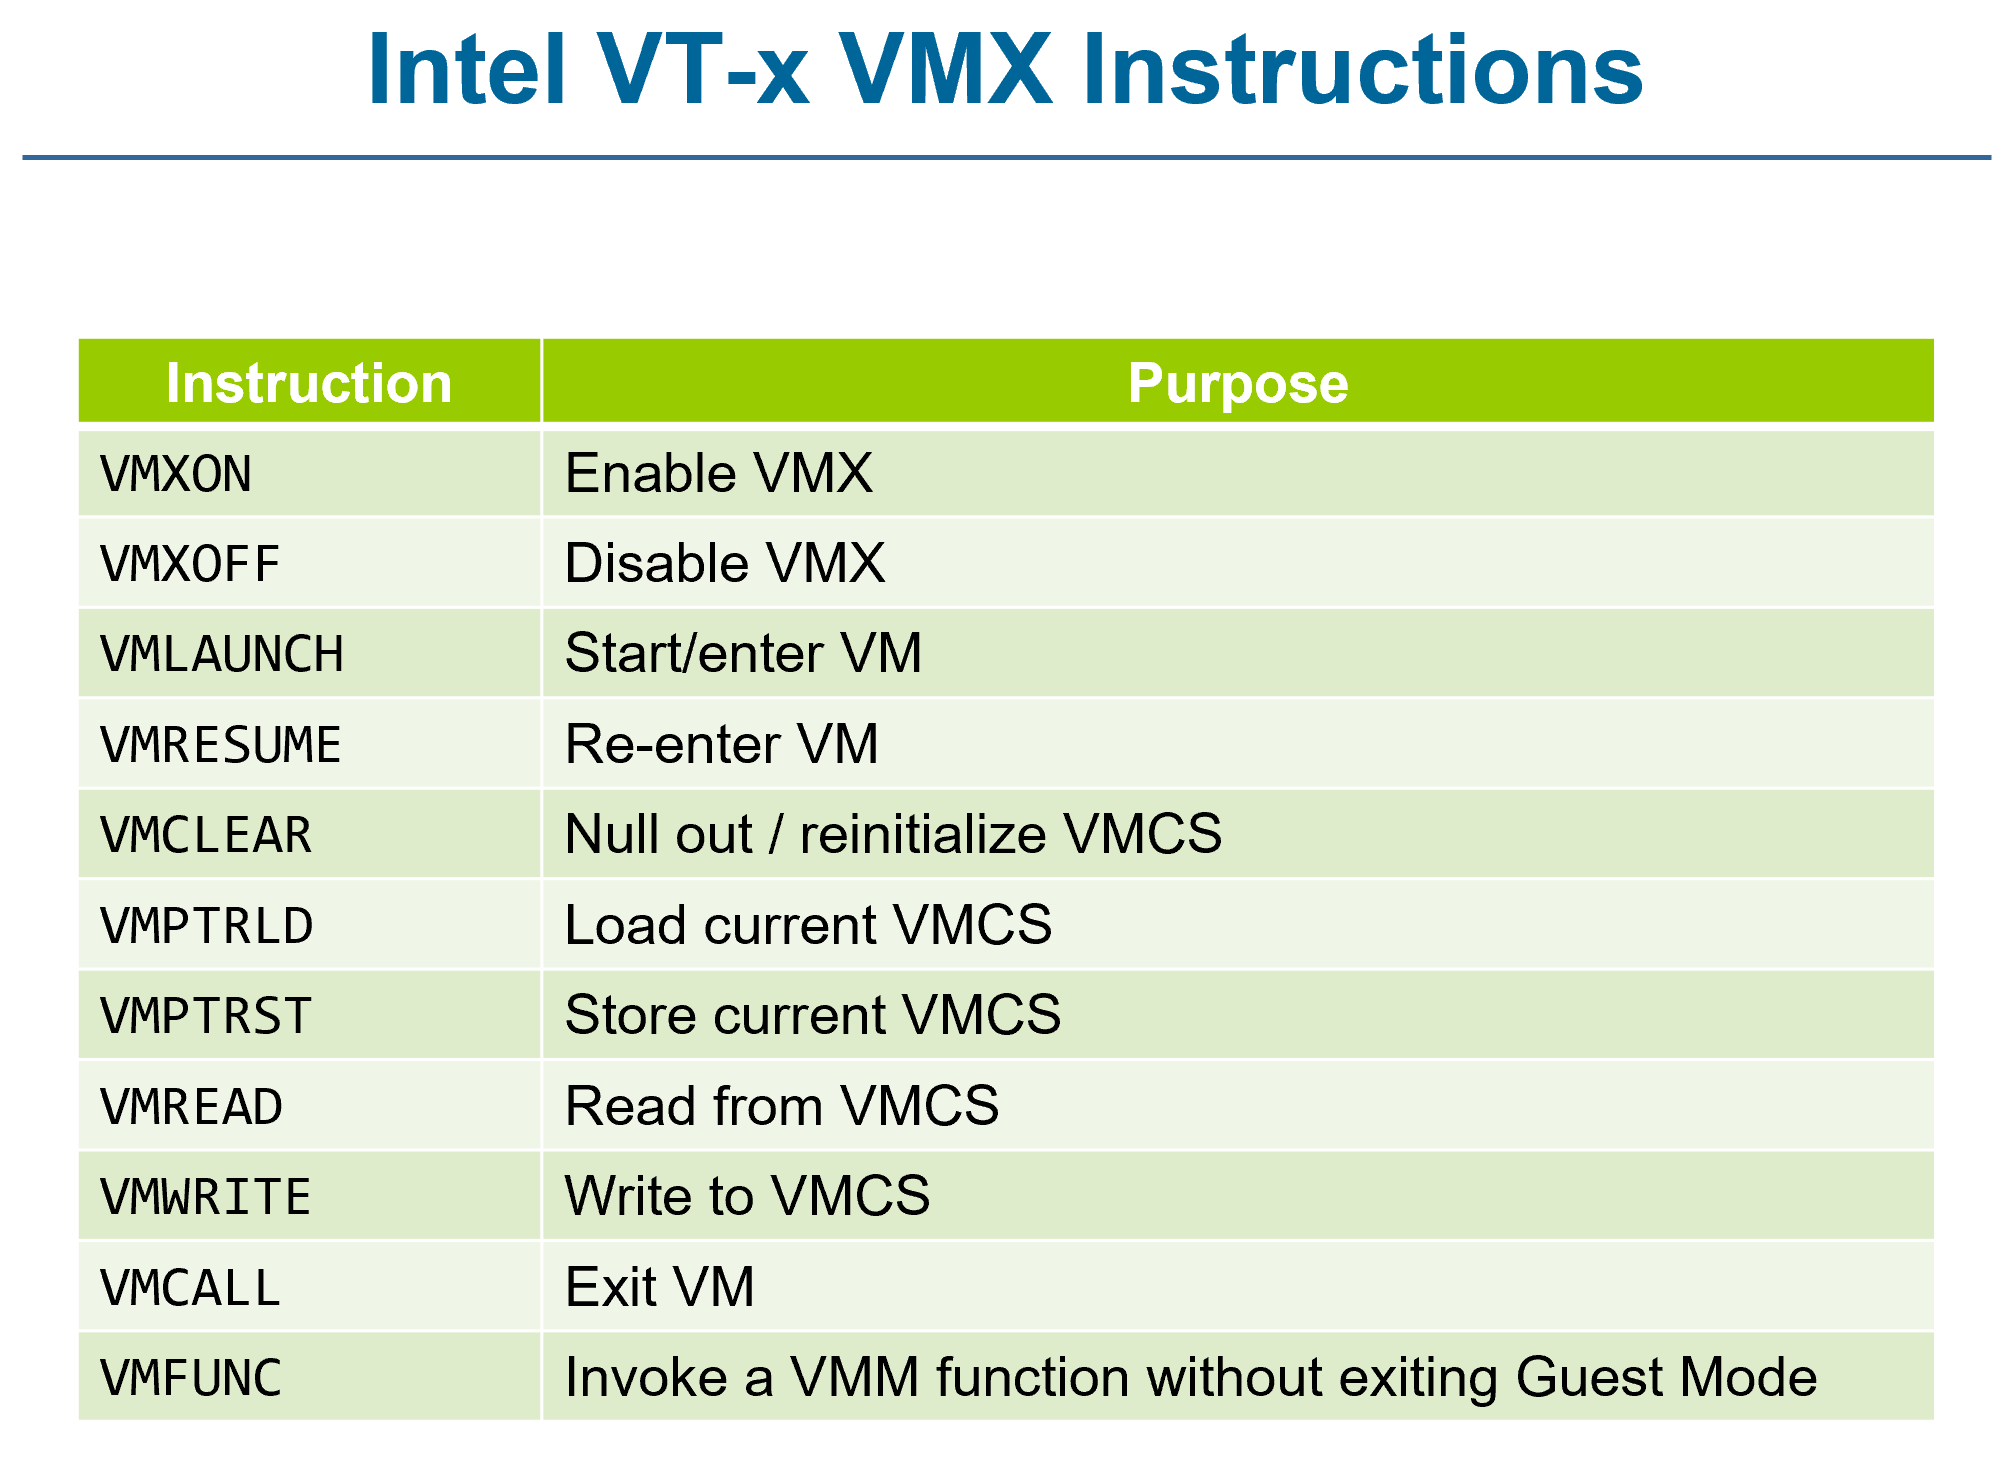 Intel VT-x VMX Instructions
Instruction Purpose
VMXON Enable VMX
VMXOFF Disable VMX
VMLAUNCH Start/enter VM
VMRESUME Re-enter VM
VMCLEAR Null out / reinitialize VMCS
VMPTRLD Load current VMCS
VMPTRST Store current VMCS
VMREAD Read from VMCS
VMWRITE Write to VMCS
VMCALL Exit VM
VMFUNC Invoke a VMM function without exiting Guest Mode